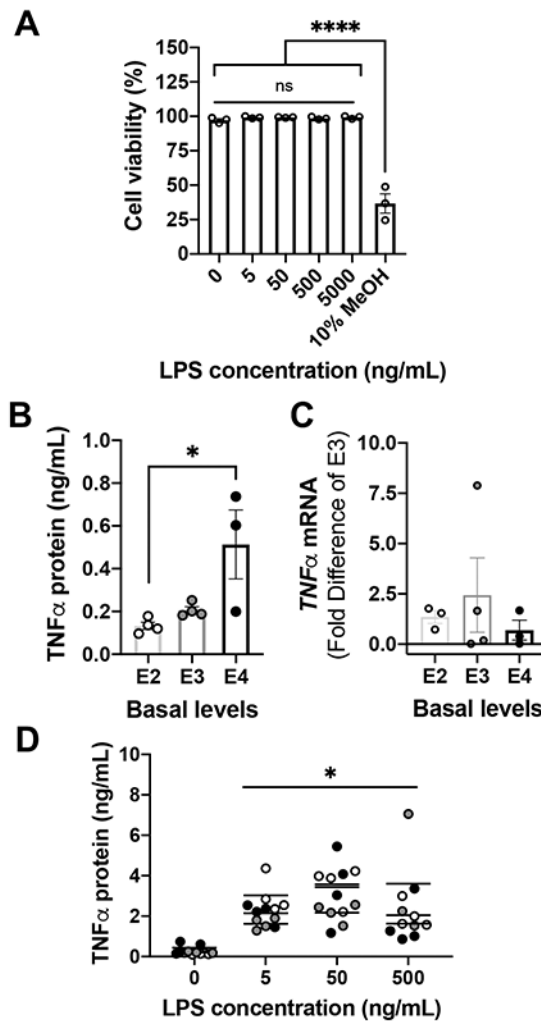 A
Cell viability (%)
150
125
100
75
50
25
0
****
ns
0
5
50
500
5000
10% MeOH
LPS concentration (ng/mL)
B
TNFα protein (ng/mL)
1.0
0.8
0.6
0.4
0.2
0.0
*
E2
E3
E4
Basal levels
C
TNFα mRNA
(Fold Difference of E3)
10.0
7.5
5.0
2.5
0.0
E2
E3
E4
Basal levels
D
TNFα protein (ng/mL)
10
8
6
4
2
0
*
0
5
50
500
LPS concentration (ng/mL)